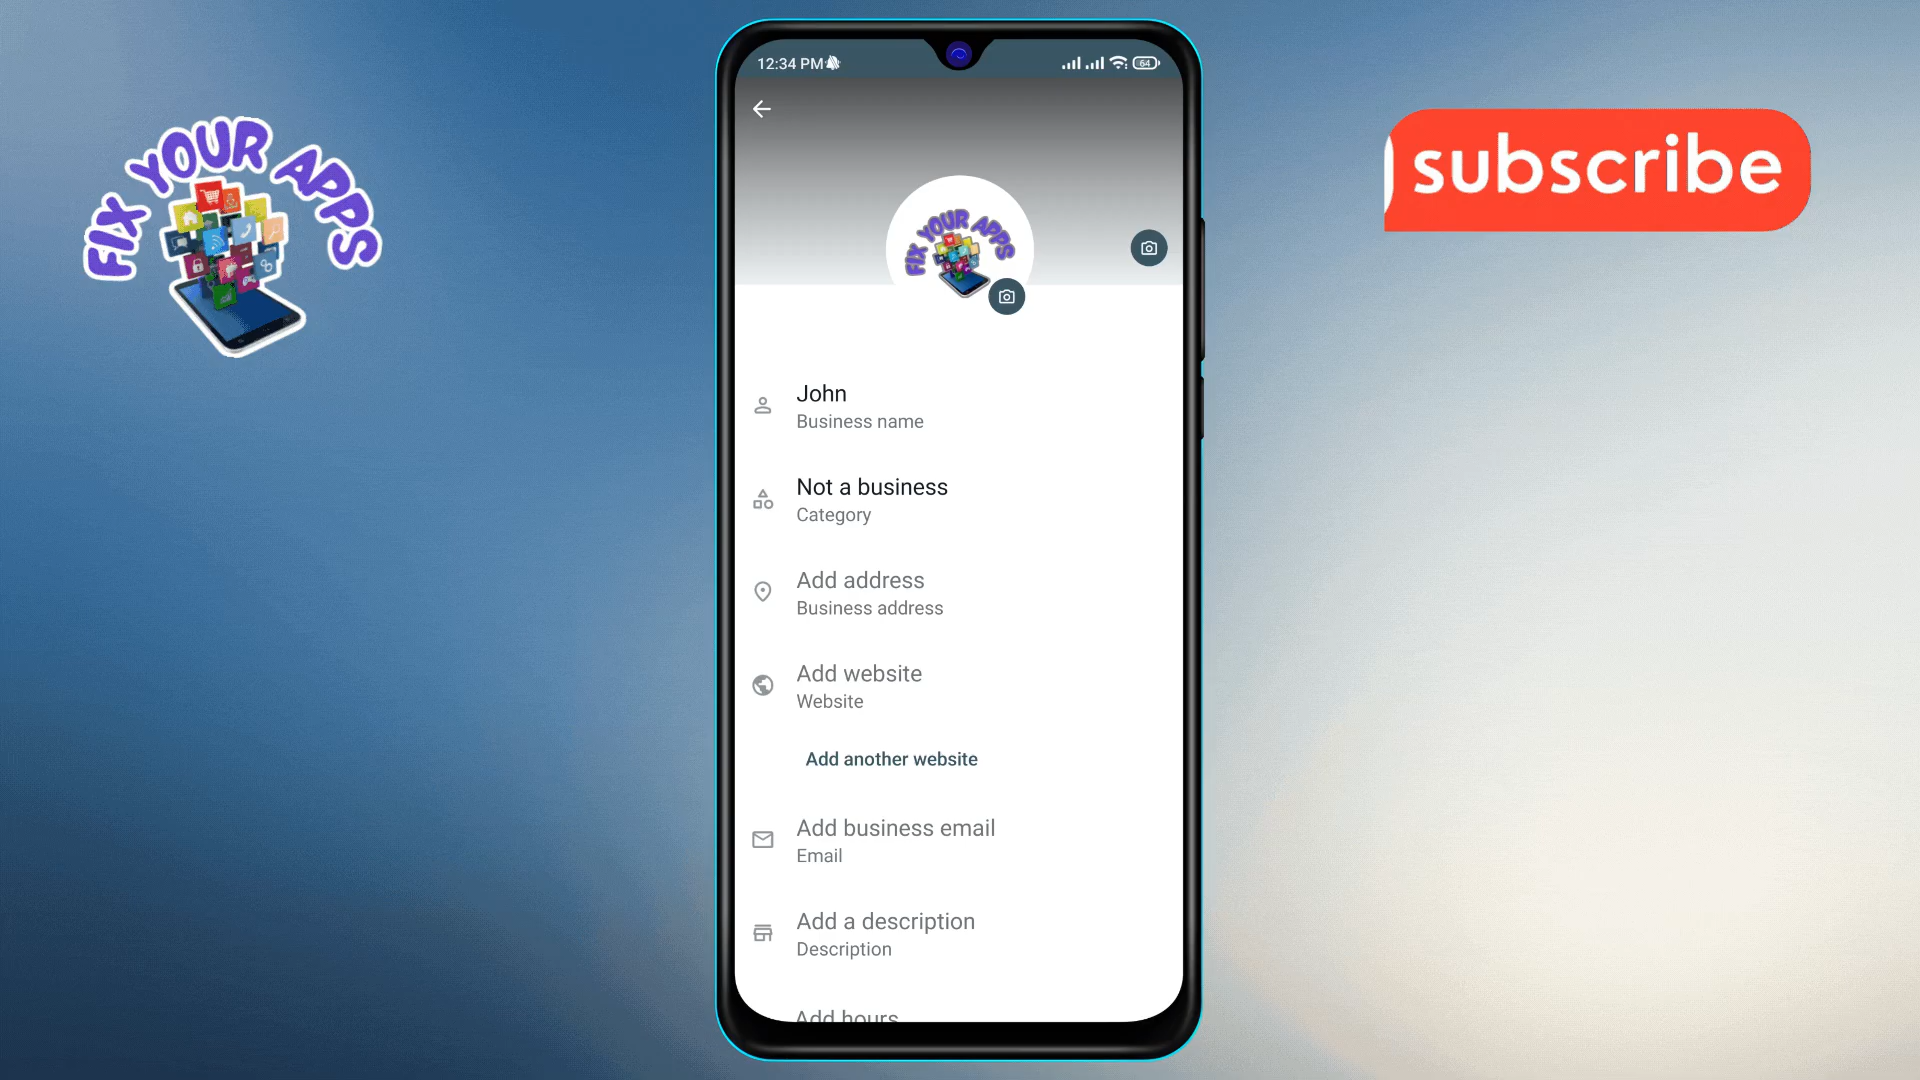 FIX YOUR APPS
subscribe
12:34 PM
64
FIX YOUR APPS
John
Business name
Not a business
Category
Add address
Business address
Add website
Website
Add another website
Add business email
Email
Add a description
Description
Add hours